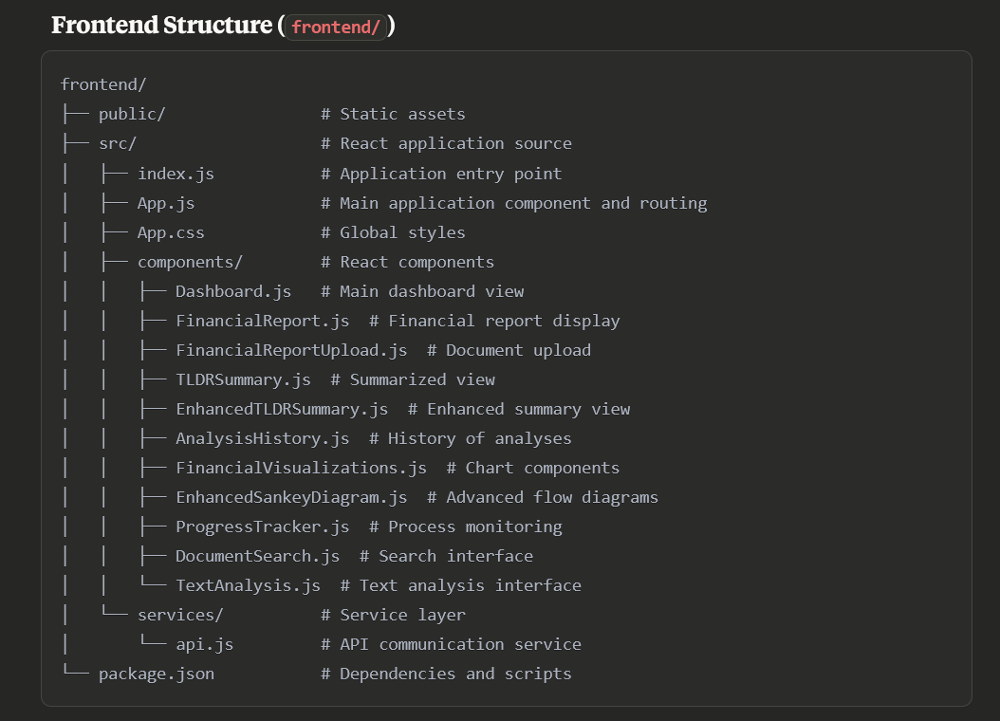 Frontend Structure (frontend/)
frontend/
├── public/                # Static assets
├── src/                   # React application source
│   ├── index.js           # Application entry point
│   ├── App.js             # Main application component and routing
│   ├── App.css            # Global styles
│   ├── components/        # React components
│   │   ├── Dashboard.js   # Main dashboard view
│   │   ├── FinancialReport.js  # Financial report display
│   │   ├── FinancialReportUpload.js  # Document upload
│   │   ├── TLDRSummary.js  # Summarized view
│   │   ├── EnhancedTLDRSummary.js  # Enhanced summary view
│   │   ├── AnalysisHistory.js  # History of analyses
│   │   ├── FinancialVisualizations.js  # Chart components
│   │   ├── EnhancedSankeyDiagram.js  # Advanced flow diagrams
│   │   ├── ProgressTracker.js  # Process monitoring
│   │   ├── DocumentSearch.js  # Search interface
│   │   └── TextAnalysis.js  # Text analysis interface
│   └── services/          # Service layer
│       └── api.js         # API communication service
└── package.json           # Dependencies and scripts